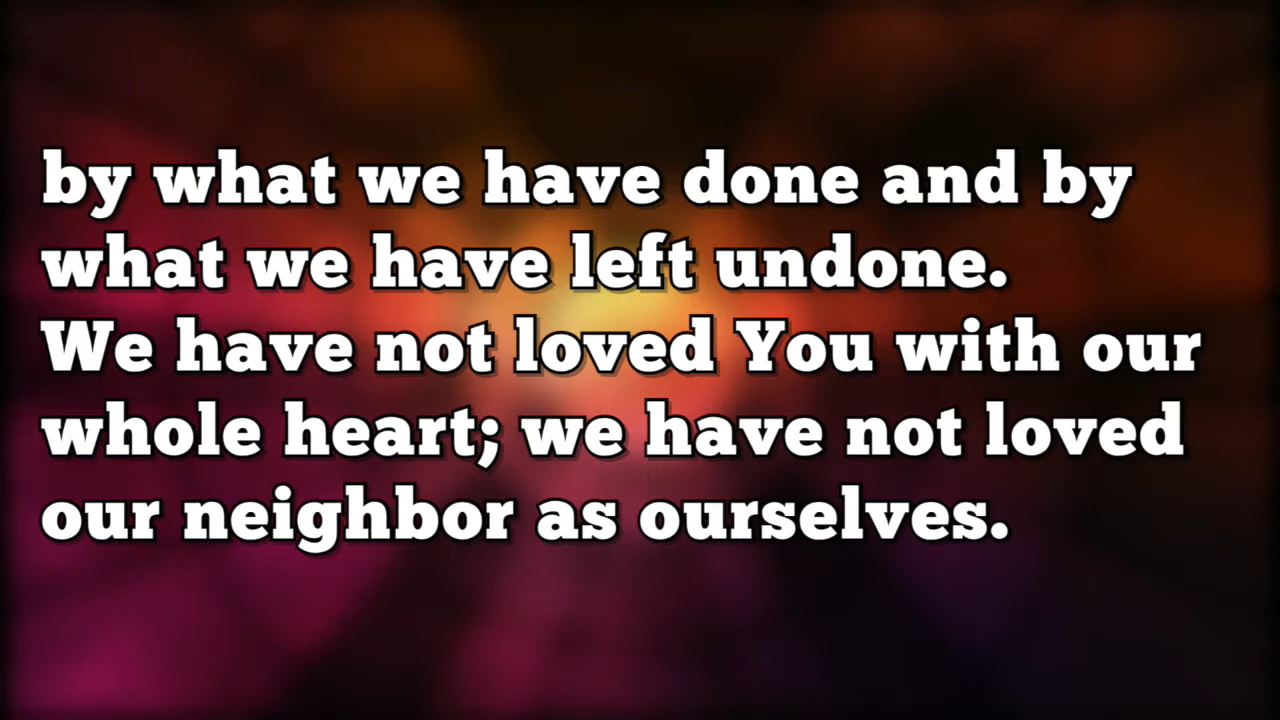 by what we have done and by
what we have left undone.
We have not loved You with our
whole heart; we have not loved
our neighbor as ourselves.